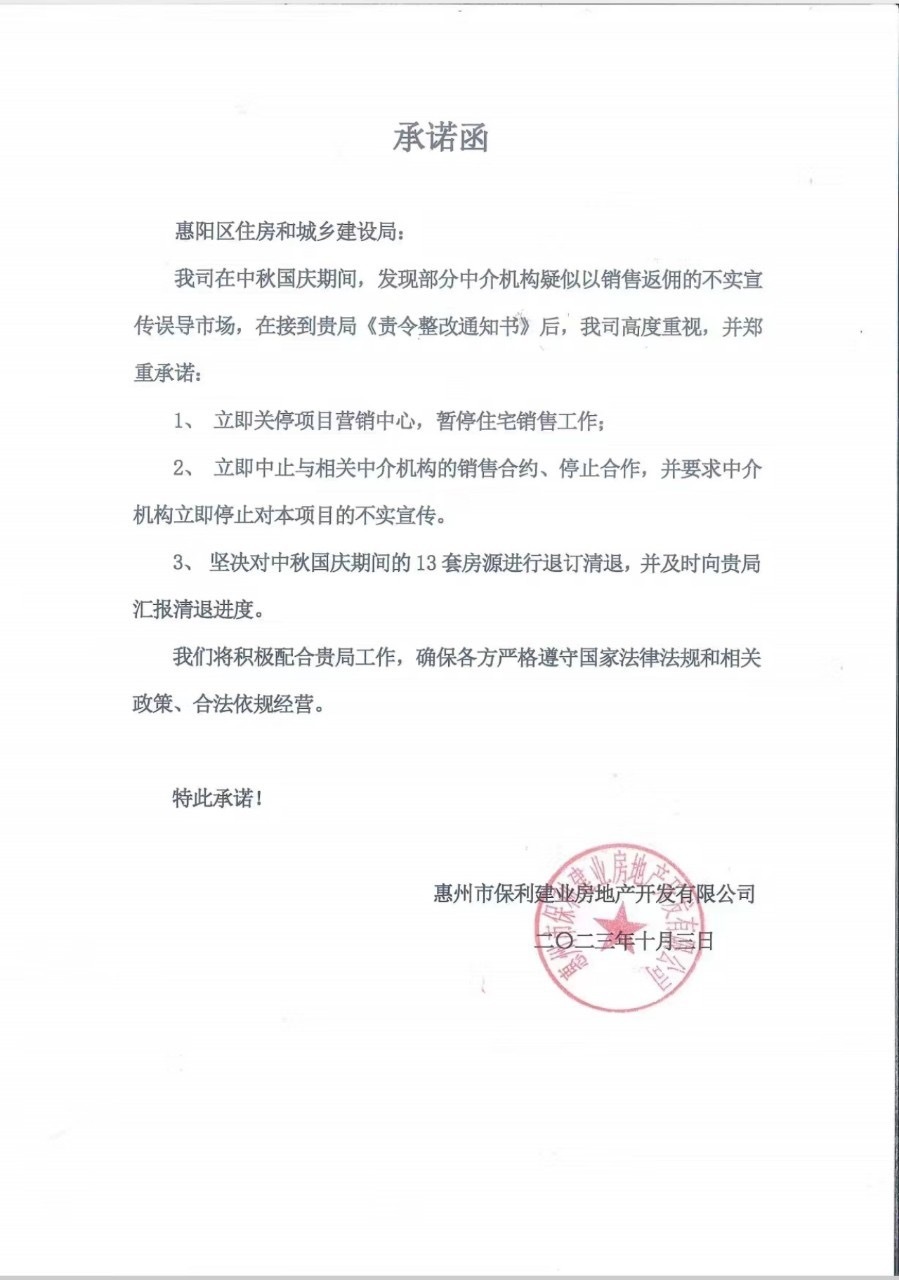 承诺函
惠阳区住房和城乡建设局：
我司在中秋国庆期间，发现部分中介机构疑似以销售返佣的不实宣
传误导市场，在接到贵局《责令整改通知书》后，我司高度重视，并郑
重承诺：
1、 立即关停项目营销中心，暂停住宅销售工作；
2、 立即中止与相关中介机构的销售合约、停止合作，并要求中介
机构立即停止对本项目的不实宣传。
3、 坚决对中秋国庆期间的 13 套房源进行退订清退，并及时向贵局
汇报清退进度。
我们将积极配合贵局工作，确保各方严格遵守国家法律法规和相关
政策、合法依规经营。
特此承诺！
惠州市保利建业房地产开发有限公司
二〇二三年十月三日
惠州市保利建业房地产开发有限公司